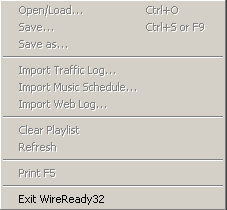 Open/Load... Ctrl+O
Save... Ctrl+S or F9
Save as...
Import Traffic Log...
Import Music Schedule...
Import Web Log...
Clear Playlist
Refresh
Print F5
Exit WireReady32